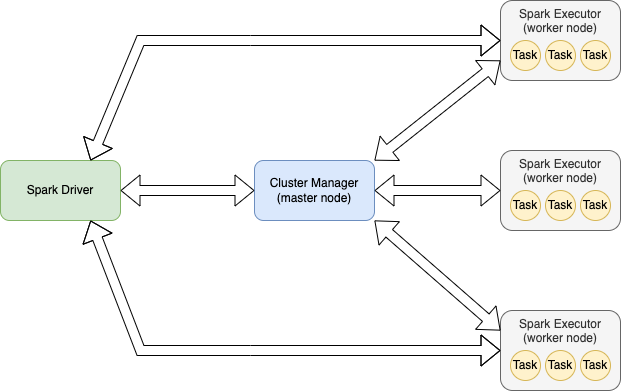 Spark Executor
(worker node)
Task Task Task
Spark Driver
Cluster Manager
(master node)
Spark Executor
(worker node)
Task Task Task
Spark Executor
(worker node)
Task Task Task